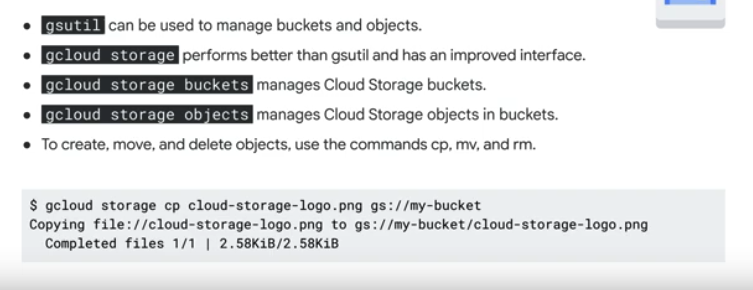 • gsutil can be used to manage buckets and objects.
• gcloud storage performs better than gsutil and has an improved interface.
• gcloud storage buckets manages Cloud Storage buckets.
• gcloud storage objects manages Cloud Storage objects in buckets.
• To create, move, and delete objects, use the commands cp, mv, and rm.
$ gcloud storage cp cloud-storage-logo.png gs://my-bucket
Copying file://cloud-storage-logo.png to gs://my-bucket/cloud-storage-logo.png
  Completed files 1/1 | 2.58KiB/2.58KiB